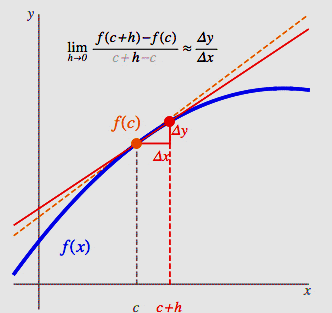 y
lim h→0 f(c+h)−f(c) / c+h−c ≈ Δy / Δx
f(c)
Δy
Δx
f(x)
x
c c+h